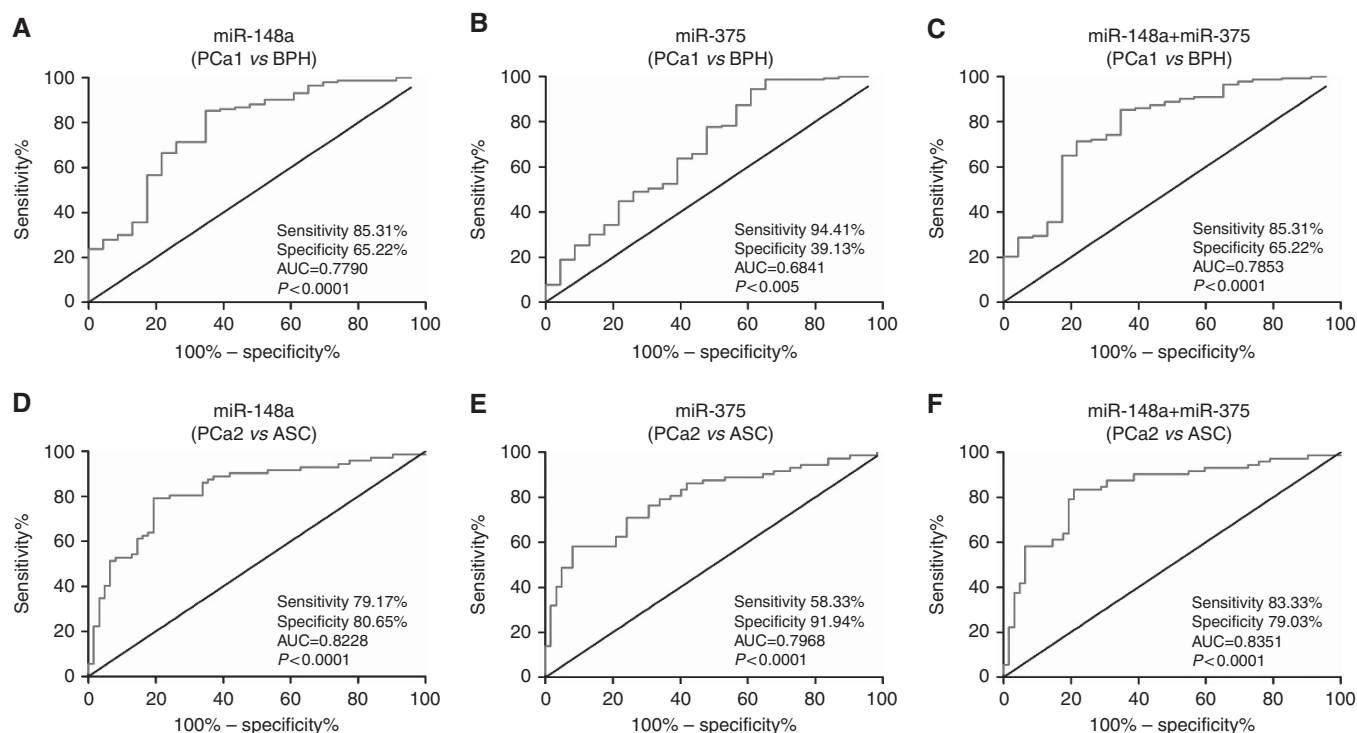 A
miR-148a
(PCa1 vs BPH)
100
80
60
40
20
0
Sensitivity%
Sensitivity 85.31%
Specificity 65.22%
AUC=0.7790
P<0.0001
0 20 40 60 80 100
100% – specificity%
B
miR-375
(PCa1 vs BPH)
100
80
60
40
20
0
Sensitivity%
Sensitivity 94.41%
Specificity 39.13%
AUC=0.6841
P<0.005
0 20 40 60 80 100
100% – specificity%
C
miR-148a+miR-375
(PCa1 vs BPH)
100
80
60
40
20
0
Sensitivity%
Sensitivity 85.31%
Specificity 65.22%
AUC=0.7853
P<0.0001
0 20 40 60 80 100
100% – specificity%
D
miR-148a
(PCa2 vs ASC)
100
80
60
40
20
0
Sensitivity%
Sensitivity 79.17%
Specificity 80.65%
AUC=0.8228
P<0.0001
0 20 40 60 80 100
100% – specificity%
E
miR-375
(PCa2 vs ASC)
100
80
60
40
20
0
Sensitivity%
Sensitivity 58.33%
Specificity 91.94%
AUC=0.7968
P<0.0001
0 20 40 60 80 100
100% – specificity%
F
miR-148a+miR-375
(PCa2 vs ASC)
100
80
60
40
20
0
Sensitivity%
Sensitivity 83.33%
Specificity 79.03%
AUC=0.8351
P<0.0001
0 20 40 60 80 100
100% – specificity%